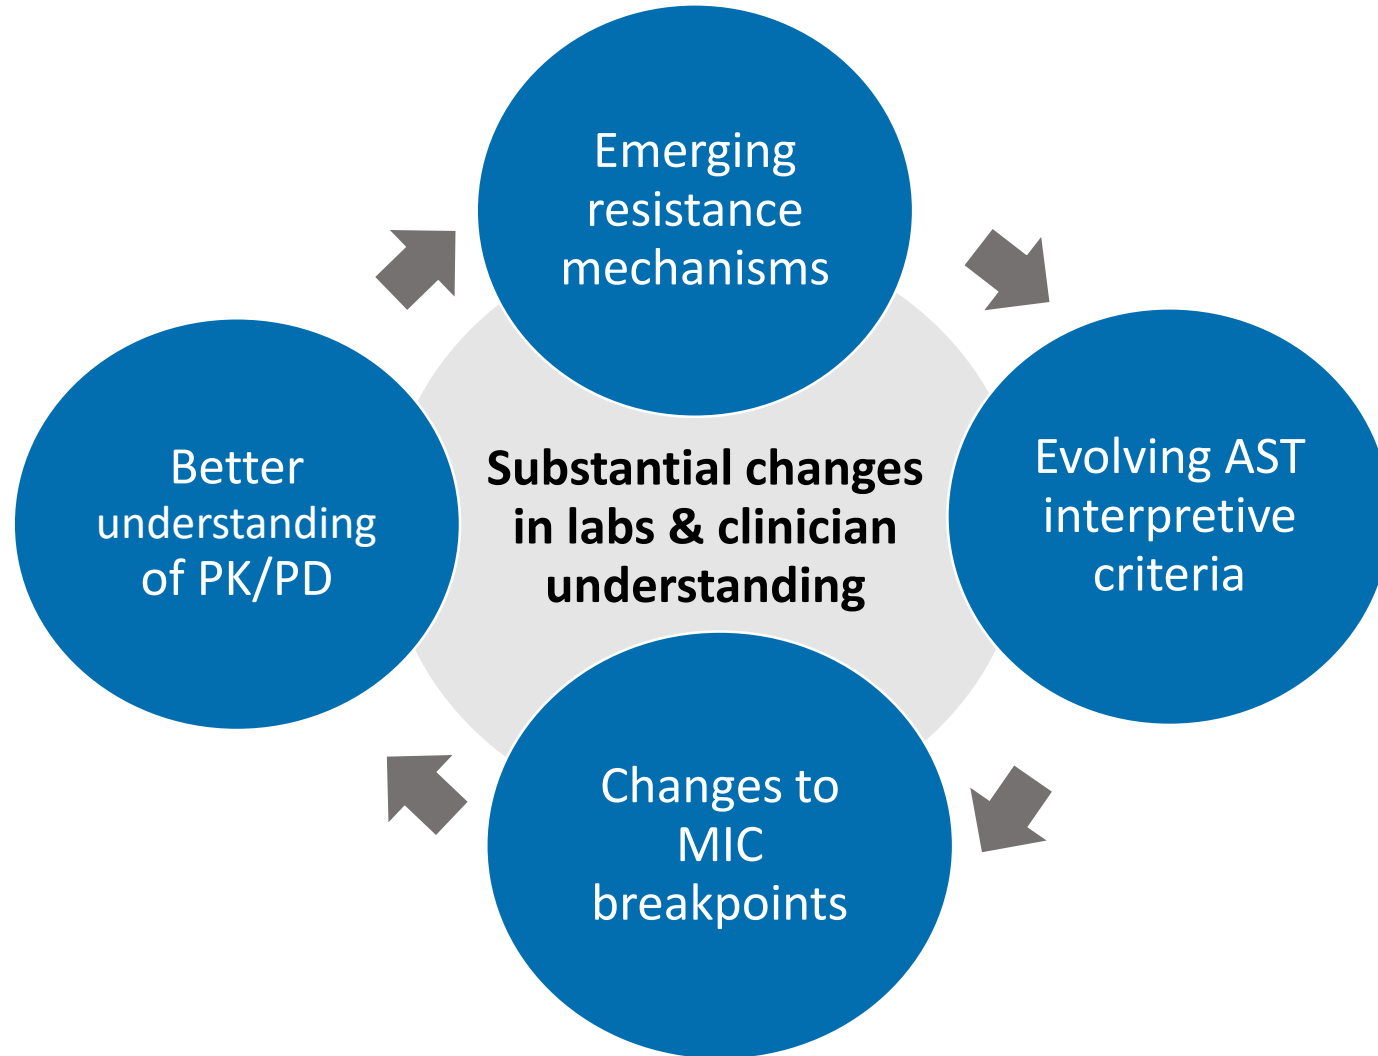 Emerging
resistance
mechanisms
Evolving AST
interpretive
criteria
Changes to
MIC
breakpoints
Better
understanding
of PK/PD
Substantial changes
in labs & clinician
understanding